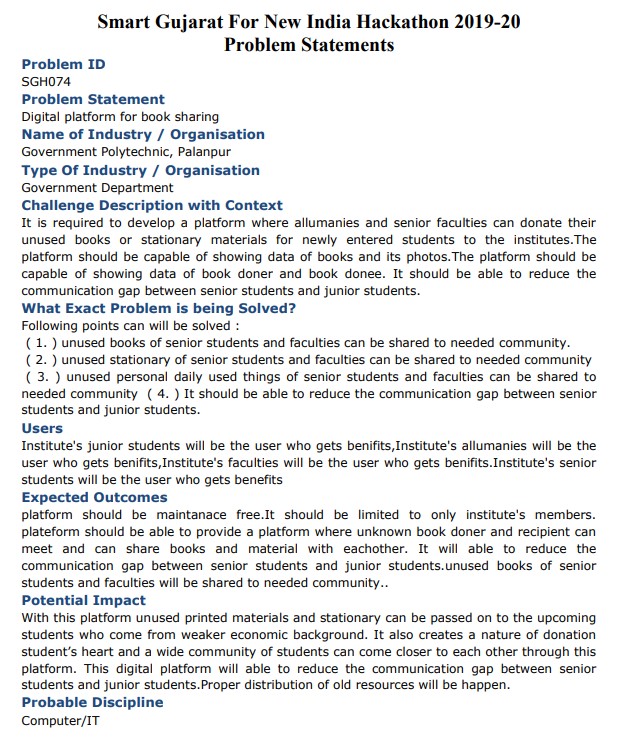 Smart Gujarat For New India Hackathon 2019-20
Problem Statements
Problem ID
SGH074
Problem Statement
Digital platform for book sharing
Name of Industry / Organisation
Government Polytechnic, Palanpur
Type Of Industry / Organisation
Government Department
Challenge Description with Context
It is required to develop a platform where allumanies and senior faculties can donate their
unused books or stationary materials for newly entered students to the institutes.The
platform should be capable of showing data of books and its photos.The platform should be
capable of showing data of book doner and book donee. It should be able to reduce the
communication gap between senior students and junior students.
What Exact Problem is being Solved?
Following points can will be solved :
( 1. ) unused books of senior students and faculties can be shared to needed community.
( 2. ) unused stationary of senior students and faculties can be shared to needed community
( 3. ) unused personal daily used things of senior students and faculties can be shared to
needed community ( 4. ) It should be able to reduce the communication gap between senior
students and junior students.
Users
Institute's junior students will be the user who gets benifits,Institute's allumanies will be the
user who gets benifits,Institute's faculties will be the user who gets benifits.Institute's senior
students will be the user who gets benefits
Expected Outcomes
platform should be maintanace free.It should be limited to only institute's members.
plateform should be able to provide a platform where unknown book doner and recipient can
meet and can share books and material with eachother. It will able to reduce the
communication gap between senior students and junior students.unused books of senior
students and faculties will be shared to needed community..
Potential Impact
With this platform unused printed materials and stationary can be passed on to the upcoming
students who come from weaker economic background. It also creates a nature of donation
student's heart and a wide community of students can come closer to each other through this
platform. This digital platform will able to reduce the communication gap between senior
students and junior students.Proper distribution of old resources will be happen.
Probable Discipline
Computer/IT